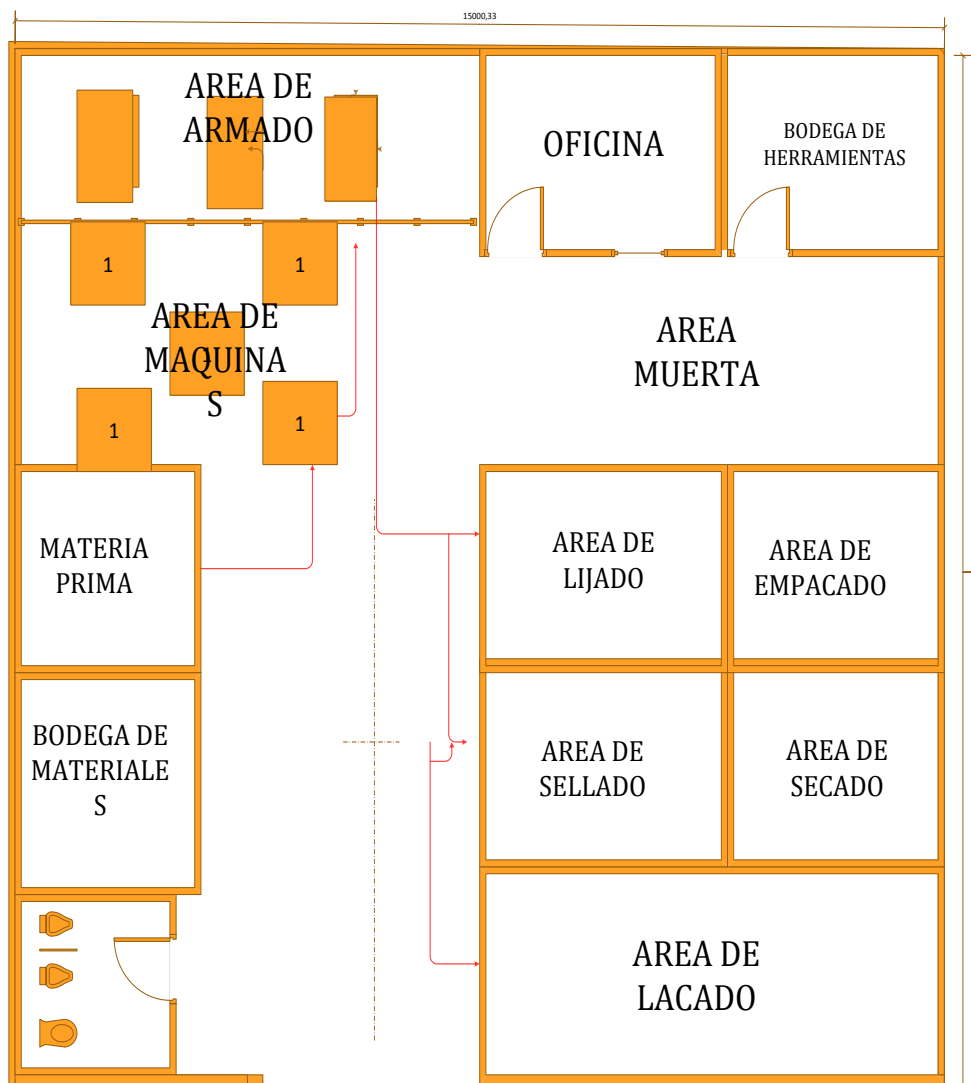 15000,33
AREA DE
ARMADO
OFICINA
BODEGA DE
HERRAMIENTAS
1
1
AREA DE
MAQUINA
S
AREA
MUERTA
1
1
MATERIA
PRIMA
AREA DE
LIJADO
AREA DE
EMPACADO
BODEGA DE
MATERIALE
S
AREA DE
SELLADO
AREA DE
SECADO
AREA DE
LACADO